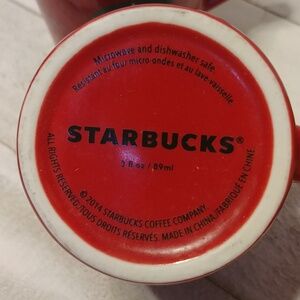 Microwave and dishwasher safe.
Résistant au four micro-ondes et au lave vaisselle.
STARBUCKS®
3 fl oz / 89ml
© 2014 STARBUCKS COFFEE COMPANY.
ALL RIGHTS RESERVED/TOUS DROITS RÉSERVÉS. MADE IN CHINA/FABRIQUÉ EN CHINE